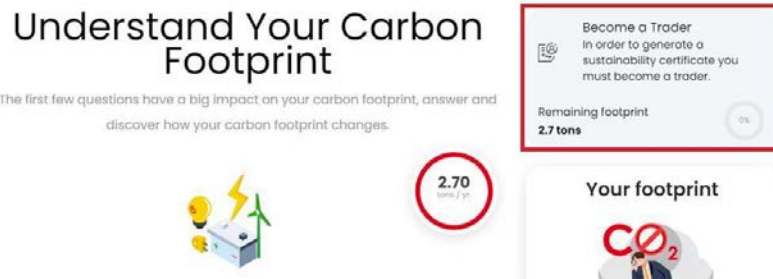 Understand Your Carbon
Footprint
The first few questions have a big impact on your carbon footprint, answer and
discover how your carbon footprint changes.
2.70
tons / yr.
Become a Trader
In order to generate a
sustainability certificate you
must become a trader.
Remaining footprint
2.7 tons
0%
Your footprint
CO2